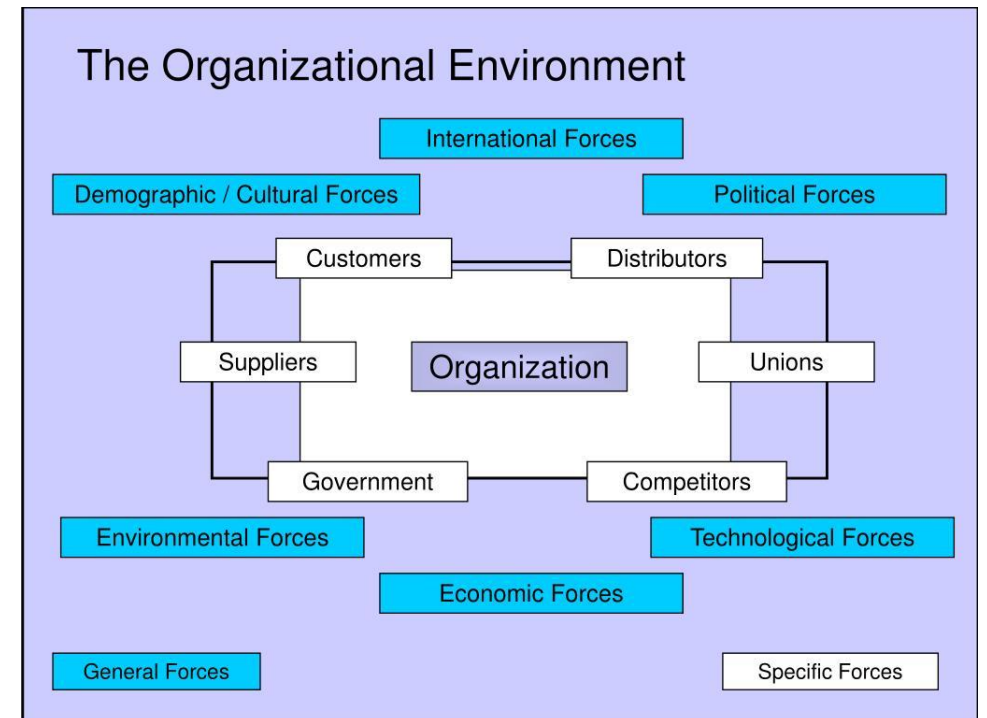 The Organizational Environment
International Forces
Demographic / Cultural Forces
Political Forces
Customers
Distributors
Suppliers
Organization
Unions
Government
Competitors
Environmental Forces
Technological Forces
Economic Forces
General Forces
Specific Forces